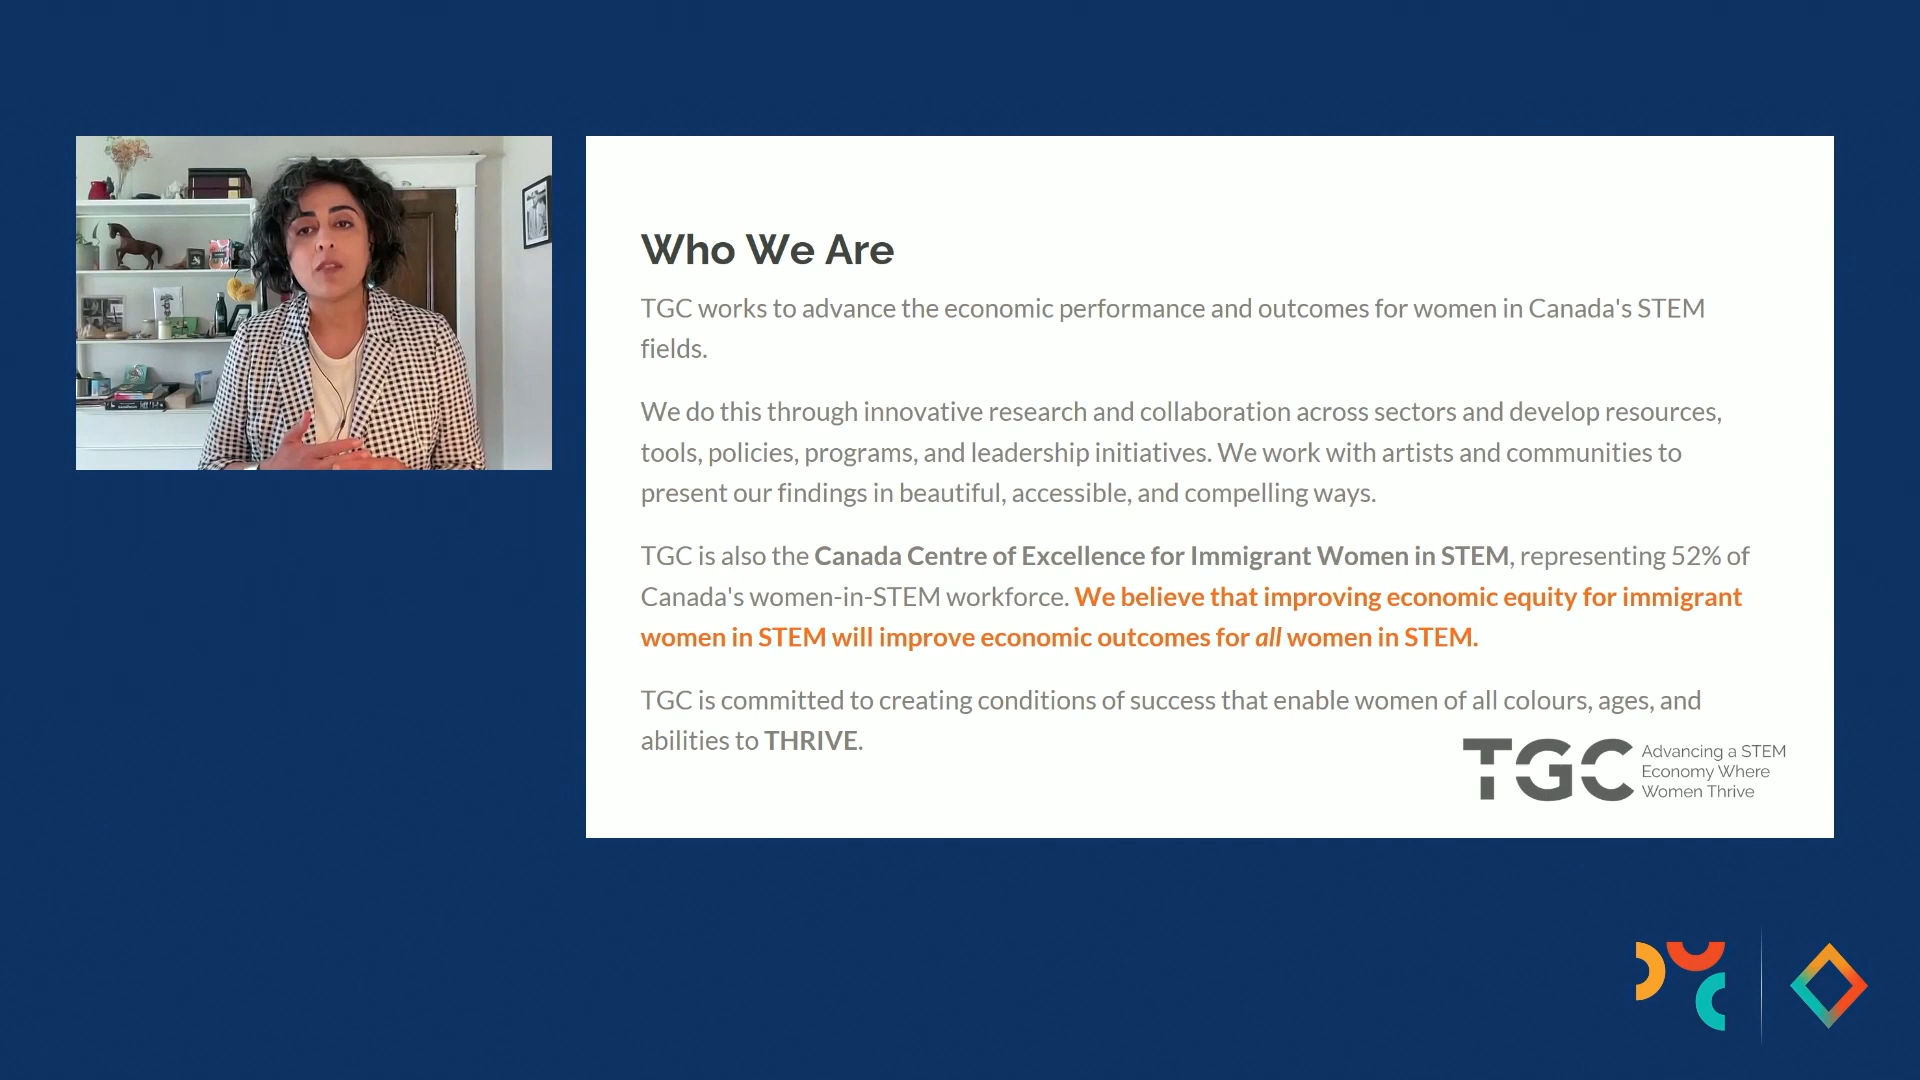 Who We Are
TGC works to advance the economic performance and outcomes for women in Canada's STEM
fields.
We do this through innovative research and collaboration across sectors and develop resources,
tools, policies, programs, and leadership initiatives. We work with artists and communities to
present our findings in beautiful, accessible, and compelling ways.
TGC is also the Canada Centre of Excellence for Immigrant Women in STEM, representing 52% of
Canada's women-in-STEM workforce. We believe that improving economic equity for immigrant
women in STEM will improve economic outcomes for all women in STEM.
TGC is committed to creating conditions of success that enable women of all colours, ages, and
abilities to THRIVE.
TGC
Advancing a STEM
Economy Where
Women Thrive